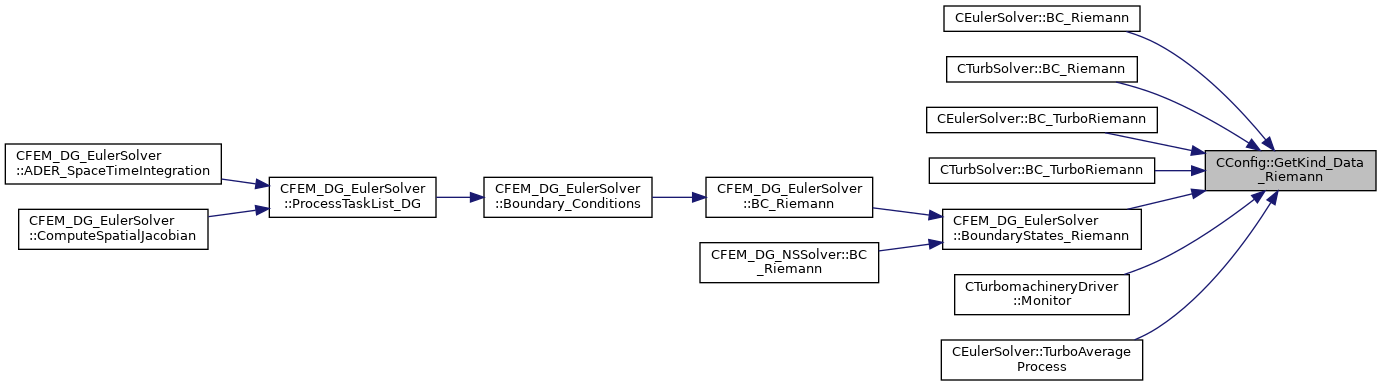 CEulerSolver::BC_Riemann
CTurbSolver::BC_Riemann
CEulerSolver::BC_TurboRiemann
CFEM_DG_EulerSolver
::ADER_SpaceTimeIntegration
CConfig::GetKind_Data
_Riemann
CTurbSolver::BC_TurboRiemann
CFEM_DG_EulerSolver
::ProcessTaskList_DG
CFEM_DG_EulerSolver
::Boundary_Conditions
CFEM_DG_EulerSolver
::BC_Riemann
CFEM_DG_EulerSolver
::ComputeSpatialJacobian
CFEM_DG_EulerSolver
::BoundaryStates_Riemann
CFEM_DG_NSSolver::BC
_Riemann
CTurbomachineryDriver
::Monitor
CEulerSolver::TurboAverage
Process